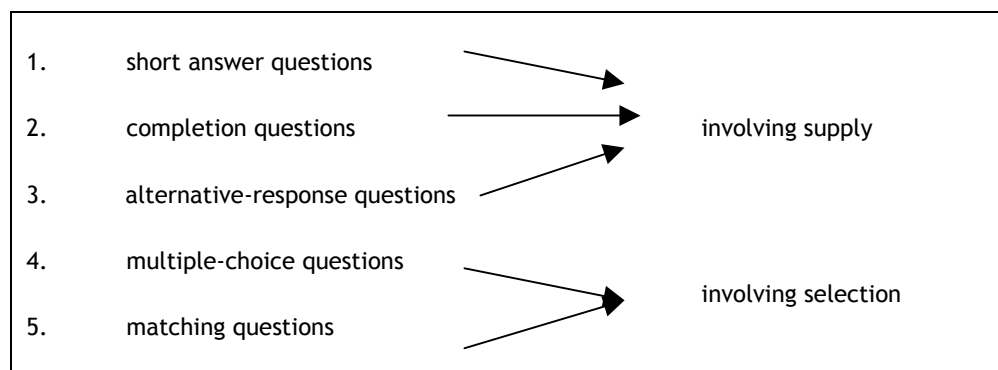 1. short answer questions
2. completion questions
involving supply
3. alternative-response questions
4. multiple-choice questions
involving selection
5. matching questions